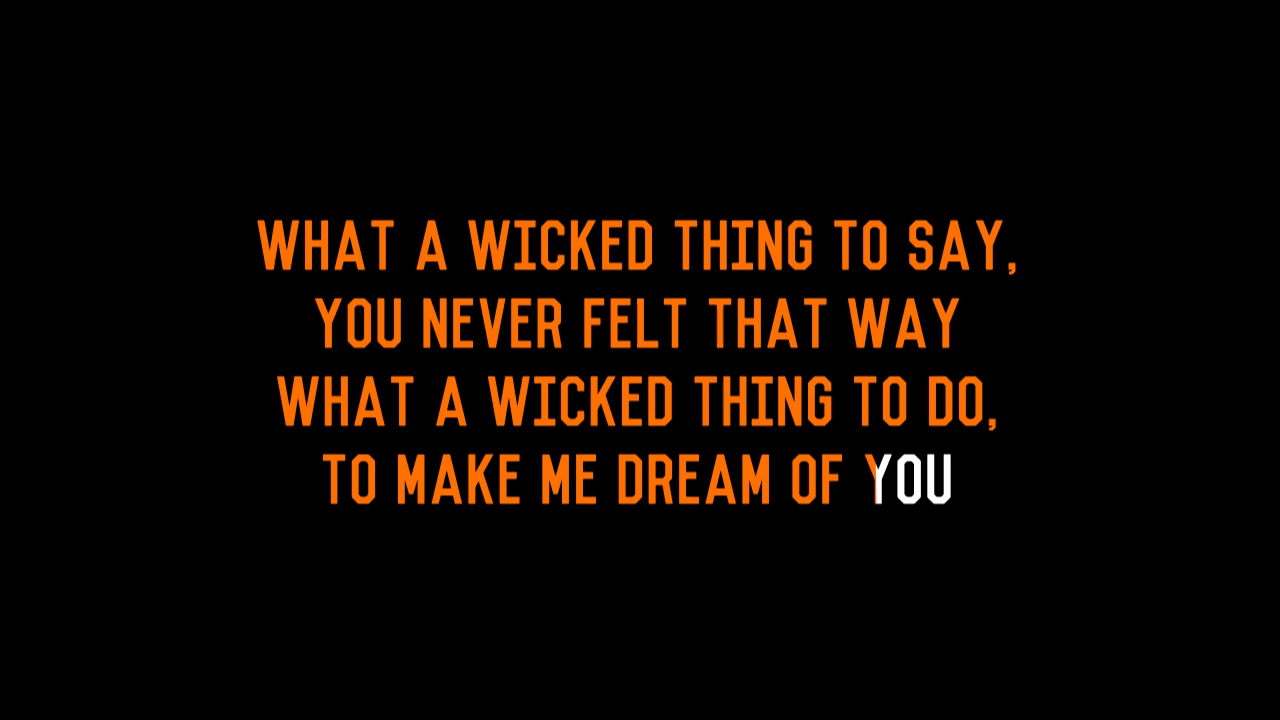 WHAT A WICKED THING TO SAY,
YOU NEVER FELT THAT WAY
WHAT A WICKED THING TO DO,
TO MAKE ME DREAM OF YOU